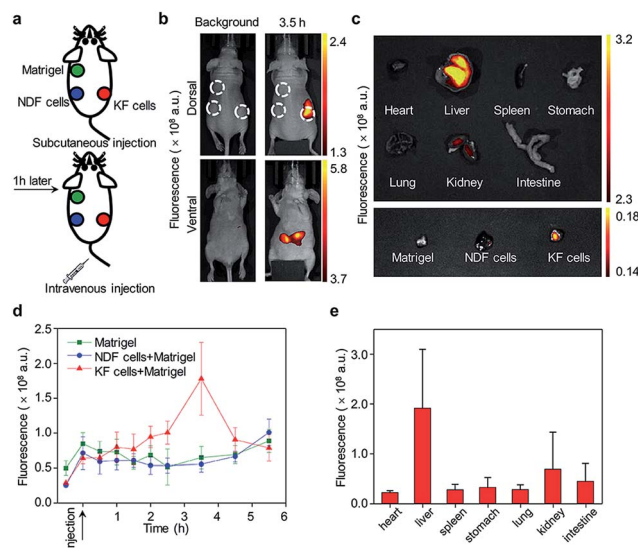 a
Matrigel
NDF cells
KF cells
Subcutaneous injection
1h later
Intravenous injection
b
Background
3.5 h
Fluorescence ( × 10⁸ a.u.)
Dorsal
Ventral
2.4
1.3
5.8
3.7
c
Fluorescence ( × 10⁸ a.u.)
Heart
Liver
Spleen
Stomach
Lung
Kidney
Intestine
3.2
2.3
Matrigel
NDF cells
KF cells
0.18
0.14
d
Fluorescence (× 10⁸ a.u.)
2.5
2.0
1.5
1.0
0.5
0.0
Matrigel
NDF cells+Matrigel
KF cells+Matrigel
0
1
2
3
4
5
6
Injection
Time (h)
e
Fluorescence (× 10⁸ a.u.)
3.0
2.0
1.0
0.0
heart
liver
spleen
stomach
lung
kidney
intestine